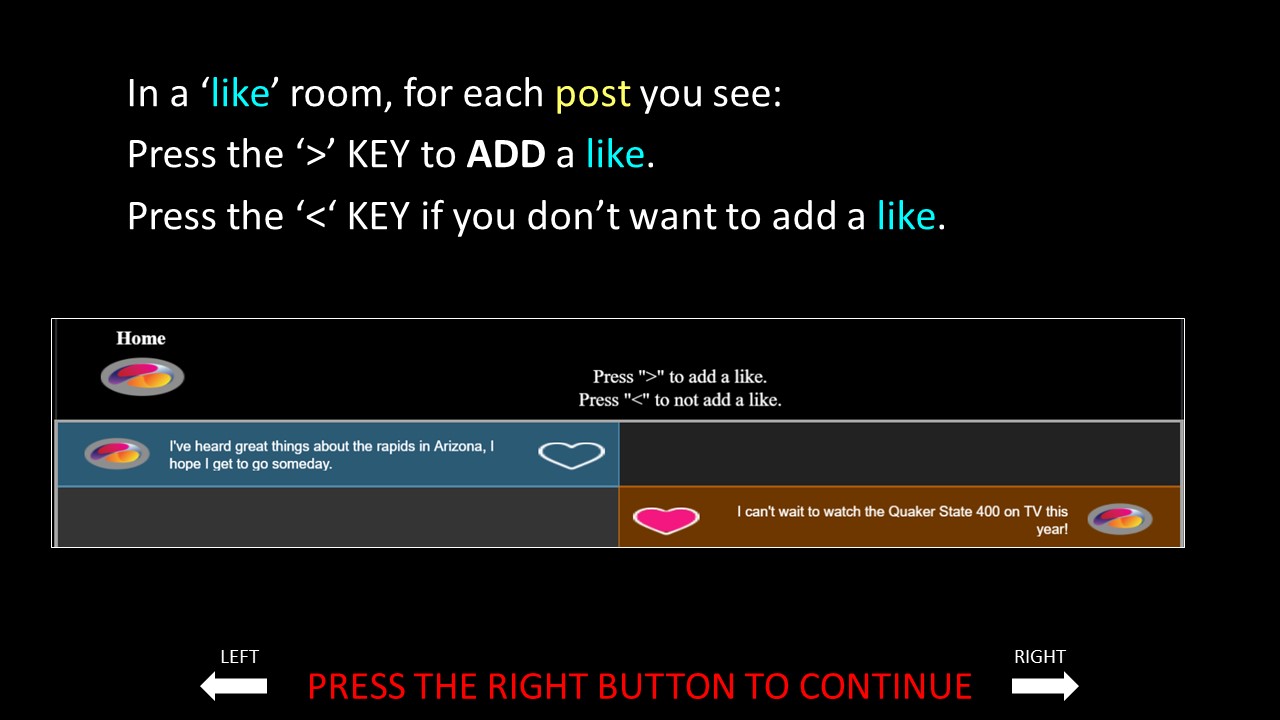 In a ‘like’ room, for each post you see:
Press the ‘>’ KEY to ADD a like.
Press the ‘<‘ KEY if you don’t want to add a like.
Home
Press ">" to add a like.
Press "<" to not add a like.
I've heard great things about the rapids in Arizona, I
hope I get to go someday.
I can't wait to watch the Quaker State 400 on TV this
year!
LEFT
RIGHT
PRESS THE RIGHT BUTTON TO CONTINUE